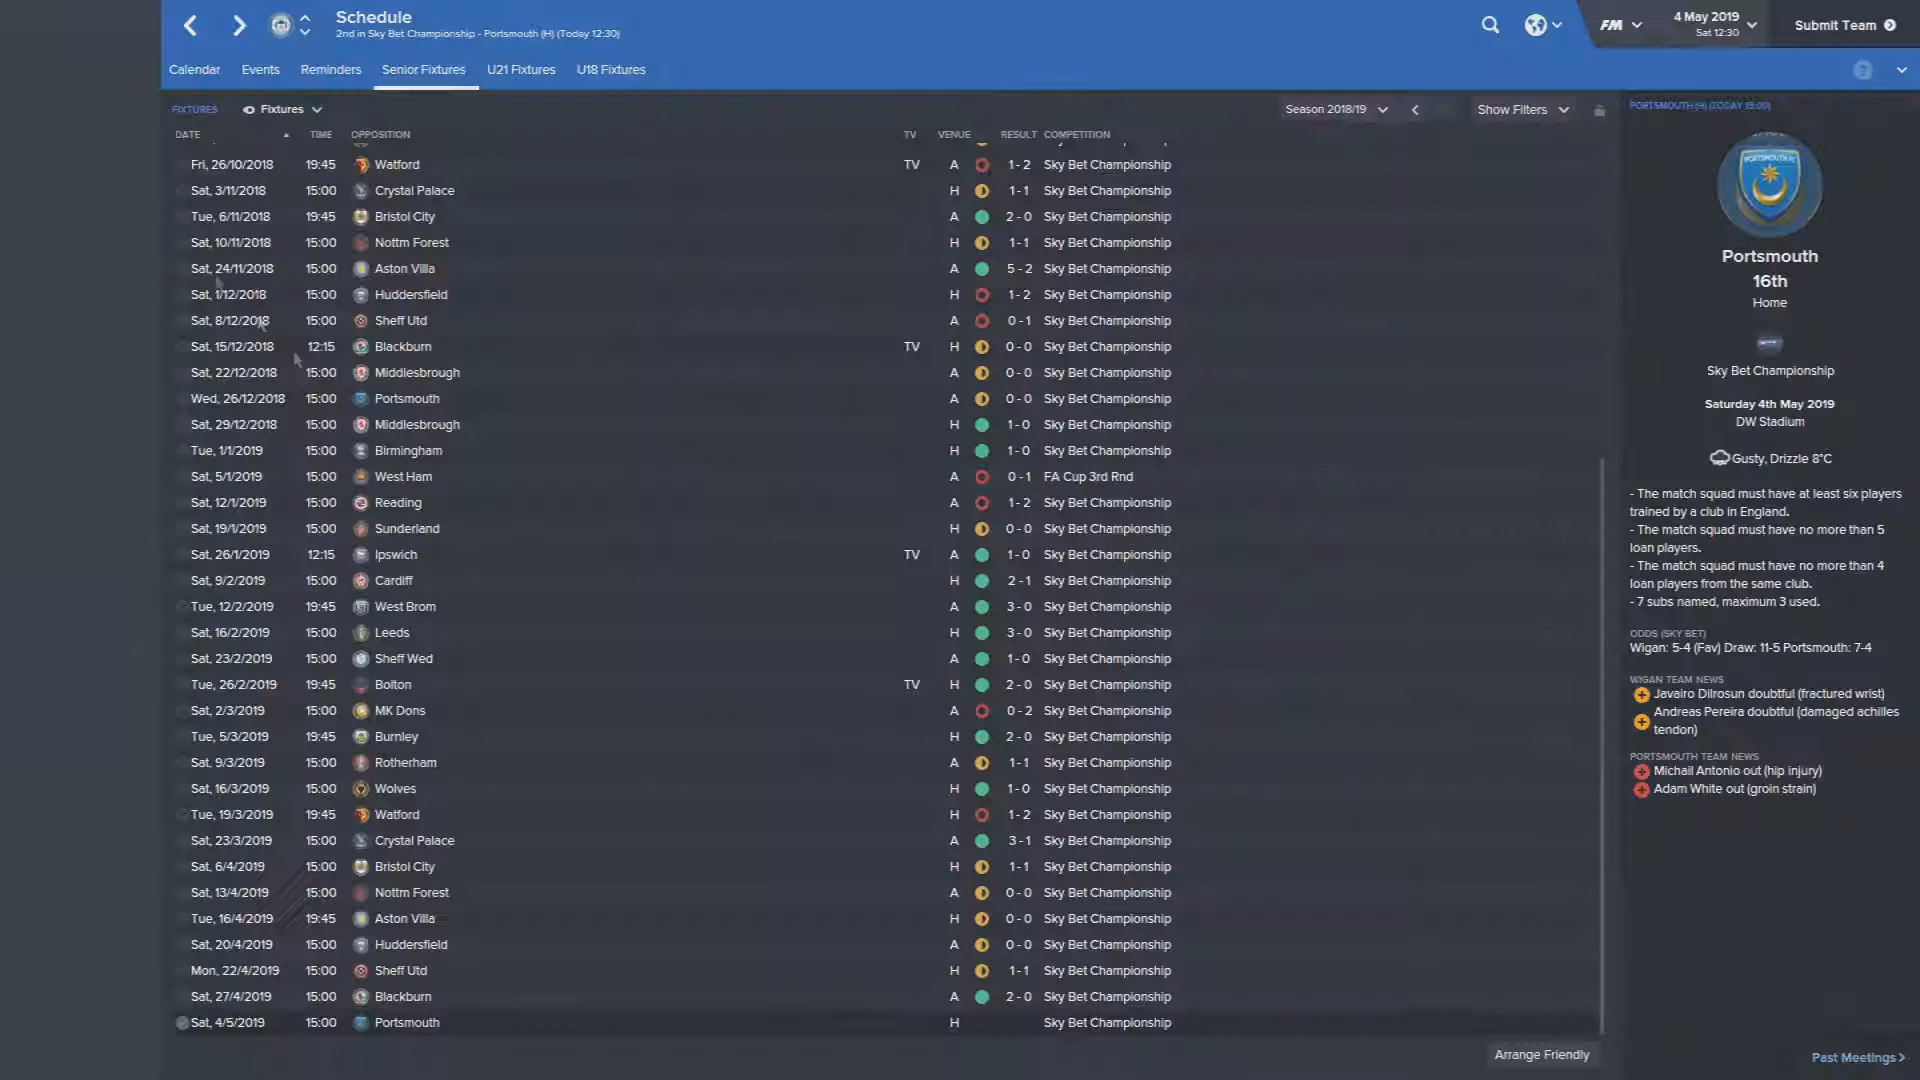 Schedule
2nd in Sky Bet Championship - Portsmouth (H) (Today 12:30)
FM
4 May 2019
Sat 12:30
Submit Team
Calendar Events Reminders Senior Fixtures U21 Fixtures U18 Fixtures
FIXTURES Fixtures Season 2018/19 Show Filters
DATE TIME OPPOSITION TV VENUE RESULT COMPETITION
Fri, 26/10/2018 19:45 Watford TV A 1 - 2 Sky Bet Championship
Sat, 3/11/2018 15:00 Crystal Palace H 1 - 1 Sky Bet Championship
Tue, 6/11/2018 19:45 Bristol City A 2 - 0 Sky Bet Championship
Sat, 10/11/2018 15:00 Nottm Forest H 1 - 1 Sky Bet Championship
Sat, 24/11/2018 15:00 Aston Villa A 5 - 2 Sky Bet Championship
Sat, 1/12/2018 15:00 Huddersfield H 1 - 2 Sky Bet Championship
Sat, 8/12/2018 15:00 Sheff Utd A 0 - 1 Sky Bet Championship
Sat, 15/12/2018 12:15 Blackburn TV H 0 - 0 Sky Bet Championship
Sat, 22/12/2018 15:00 Middlesbrough A 0 - 0 Sky Bet Championship
Wed, 26/12/2018 15:00 Portsmouth A 0 - 0 Sky Bet Championship
Sat, 29/12/2018 15:00 Middlesbrough H 1 - 0 Sky Bet Championship
Tue, 1/1/2019 15:00 Birmingham H 1 - 0 Sky Bet Championship
Sat, 5/1/2019 15:00 West Ham A 0 - 1 FA Cup 3rd Rnd
Sat, 12/1/2019 15:00 Reading A 1 - 2 Sky Bet Championship
Sat, 19/1/2019 15:00 Sunderland H 0 - 0 Sky Bet Championship
Sat, 26/1/2019 12:15 Ipswich TV A 1 - 0 Sky Bet Championship
Sat, 9/2/2019 15:00 Cardiff H 2 - 1 Sky Bet Championship
Tue, 12/2/2019 19:45 West Brom A 3 - 0 Sky Bet Championship
Sat, 16/2/2019 15:00 Leeds H 3 - 0 Sky Bet Championship
Sat, 23/2/2019 15:00 Sheff Wed A 1 - 0 Sky Bet Championship
Tue, 26/2/2019 19:45 Bolton TV H 2 - 0 Sky Bet Championship
Sat, 2/3/2019 15:00 MK Dons A 0 - 2 Sky Bet Championship
Tue, 5/3/2019 19:45 Burnley H 2 - 0 Sky Bet Championship
Sat, 9/3/2019 15:00 Rotherham A 1 - 1 Sky Bet Championship
Sat, 16/3/2019 15:00 Wolves H 1 - 0 Sky Bet Championship
Tue, 19/3/2019 19:45 Watford H 1 - 2 Sky Bet Championship
Sat, 23/3/2019 15:00 Crystal Palace A 3 - 1 Sky Bet Championship
Sat, 6/4/2019 15:00 Bristol City H 1 - 1 Sky Bet Championship
Sat, 13/4/2019 15:00 Nottm Forest A 0 - 0 Sky Bet Championship
Tue, 16/4/2019 19:45 Aston Villa H 0 - 0 Sky Bet Championship
Sat, 20/4/2019 15:00 Huddersfield A 0 - 0 Sky Bet Championship
Mon, 22/4/2019 15:00 Sheff Utd H 1 - 1 Sky Bet Championship
Sat, 27/4/2019 15:00 Blackburn A 2 - 0 Sky Bet Championship
Sat, 4/5/2019 15:00 Portsmouth H Sky Bet Championship
Arrange Friendly
PORTSMOUTH (H) (TODAY 15:00)
PORTSMOUTH FC
Portsmouth
16th
Home
Sky Bet Championship
Saturday 4th May 2019
DW Stadium
Gusty, Drizzle 8°C
- The match squad must have at least six players
trained by a club in England.
- The match squad must have no more than 5
loan players.
- The match squad must have no more than 4
loan players from the same club.
- 7 subs named, maximum 3 used.
ODDS (SKY BET)
Wigan: 5-4 (Fav) Draw: 11-5 Portsmouth: 7-4
WIGAN TEAM NEWS
Javairo Dilrosun doubtful (fractured wrist)
Andreas Pereira doubtful (damaged achilles
tendon)
PORTSMOUTH TEAM NEWS
Michail Antonio out (hip injury)
Adam White out (groin strain)
Past Meetings